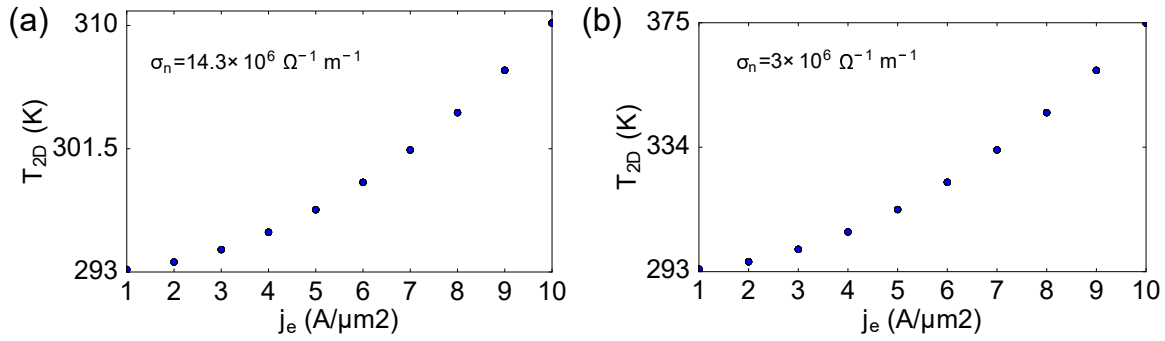 (a)
310
301.5
293
T2D (K)
σn=14.3× 10⁶ Ω⁻¹ m⁻¹
1 2 3 4 5 6 7 8 9 10
je (A/μm2)
(b)
375
334
293
T2D (K)
σn=3× 10⁶ Ω⁻¹ m⁻¹
1 2 3 4 5 6 7 8 9 10
je (A/μm2)